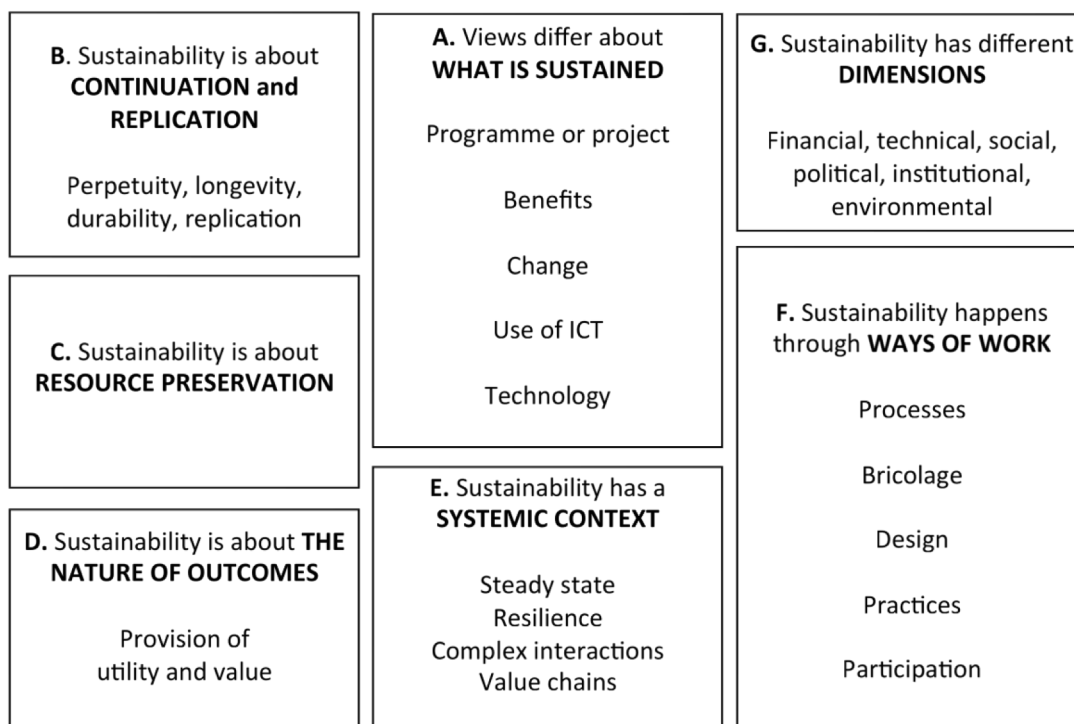 B. Sustainability is about
CONTINUATION and
REPLICATION
Perpetuity, longevity,
durability, replication
C. Sustainability is about
RESOURCE PRESERVATION
D. Sustainability is about THE
NATURE OF OUTCOMES
Provision of
utility and value
A. Views differ about
WHAT IS SUSTAINED
Programme or project
Benefits
Change
Use of ICT
Technology
E. Sustainability has a
SYSTEMIC CONTEXT
Steady state
Resilience
Complex interactions
Value chains
G. Sustainability has different
DIMENSIONS
Financial, technical, social,
political, institutional,
environmental
F. Sustainability happens
through WAYS OF WORK
Processes
Bricolage
Design
Practices
Participation